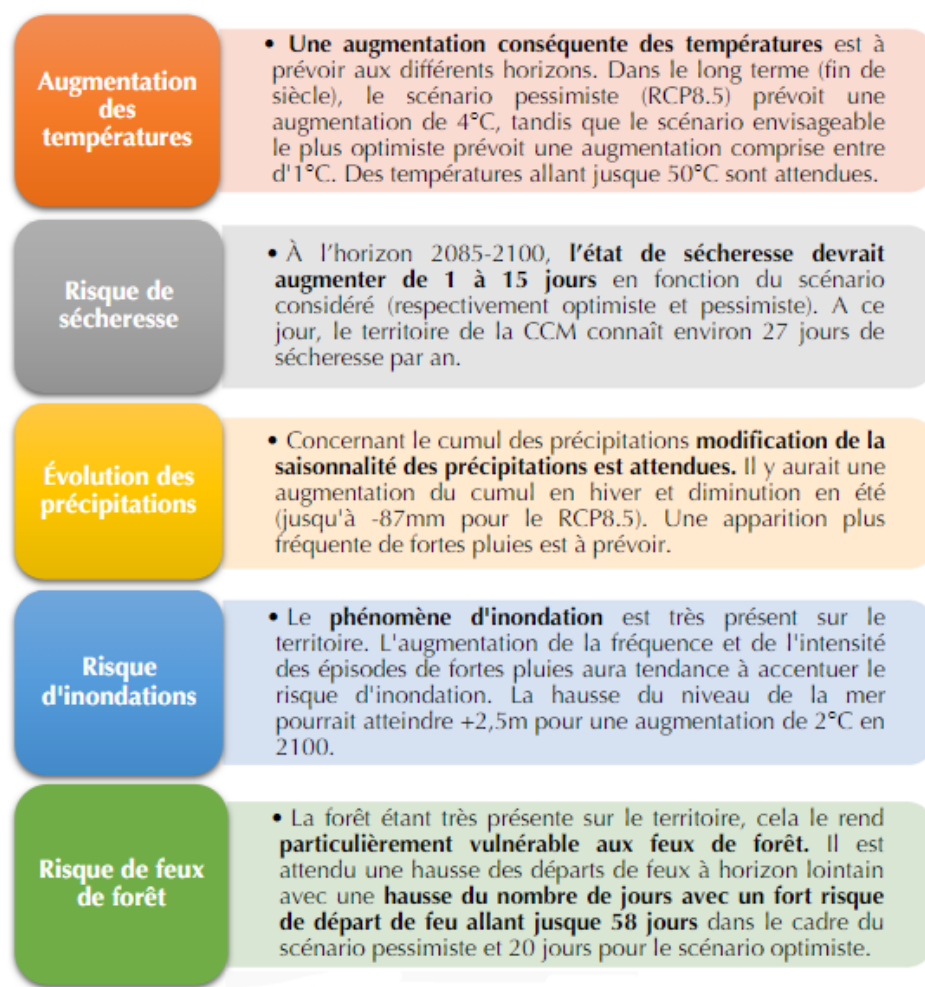 Augmentation
des
températures
• Une augmentation conséquente des températures est à
prévoir aux différents horizons. Dans le long terme (fin de
siècle), le scénario pessimiste (RCP8.5) prévoit une
augmentation de 4°C, tandis que le scénario envisageable
le plus optimiste prévoit une augmentation comprise entre
d'1°C. Des températures allant jusque 50°C sont attendues.
Risque de
sécheresse
• À l'horizon 2085-2100, l'état de sécheresse devrait
augmenter de 1 à 15 jours en fonction du scénario
considéré (respectivement optimiste et pessimiste). A ce
jour, le territoire de la CCM connaît environ 27 jours de
sécheresse par an.
Évolution des
précipitations
• Concernant le cumul des précipitations modification de la
saisonnalité des précipitations est attendues. Il y aurait une
augmentation du cumul en hiver et diminution en été
(jusqu'à -87mm pour le RCP8.5). Une apparition plus
fréquente de fortes pluies est à prévoir.
Risque
d'inondations
• Le phénomène d'inondation est très présent sur le
territoire. L'augmentation de la fréquence et de l'intensité
des épisodes de fortes pluies aura tendance à accentuer le
risque d'inondation. La hausse du niveau de la mer
pourrait atteindre +2,5m pour une augmentation de 2°C en
2100.
Risque de feux
de forêt
• La forêt étant très présente sur le territoire, cela le rend
particulièrement vulnérable aux feux de forêt. Il est
attendu une hausse des départs de feux à horizon lointain
avec une hausse du nombre de jours avec un fort risque
de départ de feu allant jusque 58 jours dans le cadre du
scénario pessimiste et 20 jours pour le scénario optimiste.